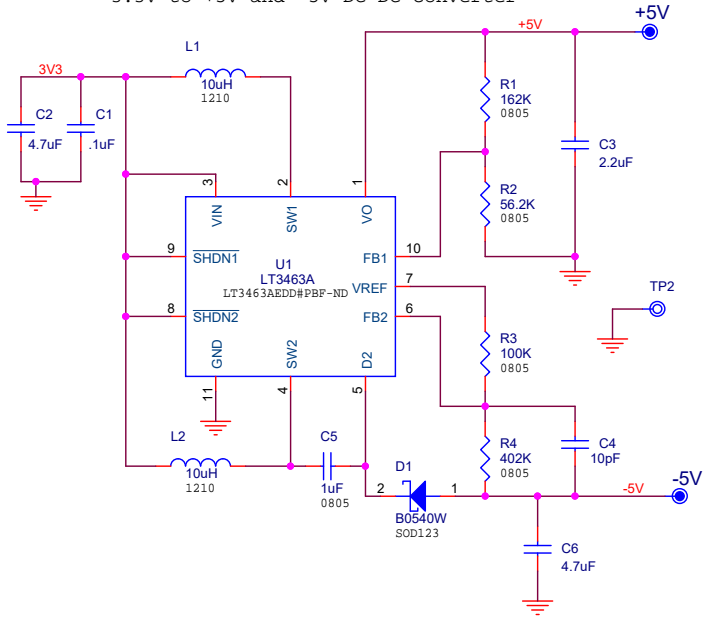 3.3V to +5V and -5V DC-DC Converter
+5V
+5V
L1
10uH
1210
3V3
C2
4.7uF
C1
.1uF
R1
162K
0805
C3
2.2uF
R2
56.2K
0805
3
2
1
VIN
SW1
VO
9
SHDN1
10
FB1
U1
LT3463A
LT3463AEDD#PBF-ND
7
VREF
8
SHDN2
6
FB2
TP2
GND
SW2
D2
11
4
5
R3
100K
0805
L2
10uH
1210
C5
1uF
0805
R4
402K
0805
C4
10pF
D1
2
1
B0540W
SOD123
-5V
-5V
C6
4.7uF